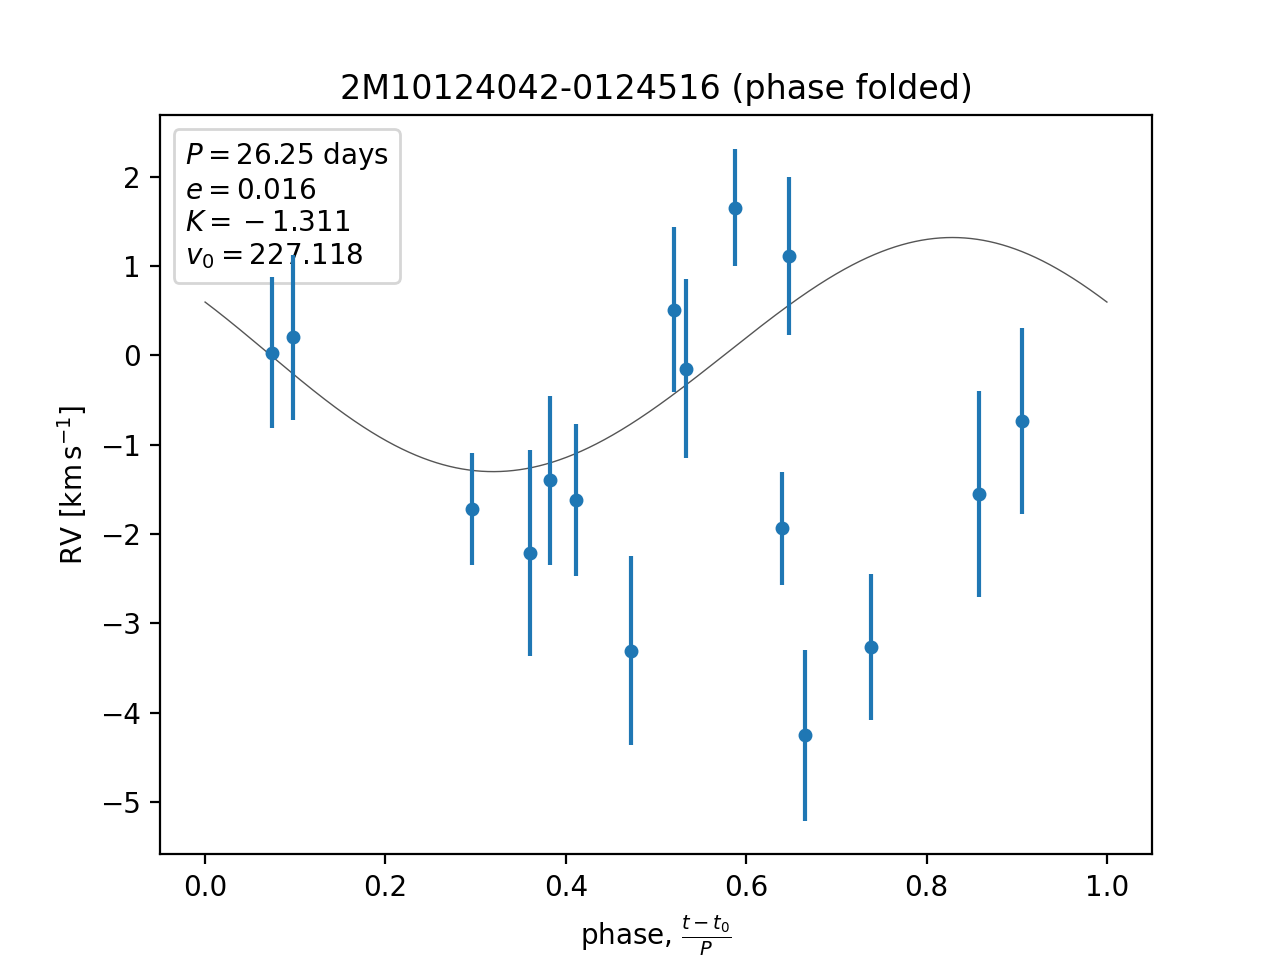 2M10124042-0124516 (phase folded)
P = 26.25 days
e = 0.016
K = −1.311
v₀ = 227.118
2
1
0
−1
−2
−3
−4
−5
RV [km s⁻¹]
0.0 0.2 0.4 0.6 0.8 1.0
phase, (t − t₀)/P